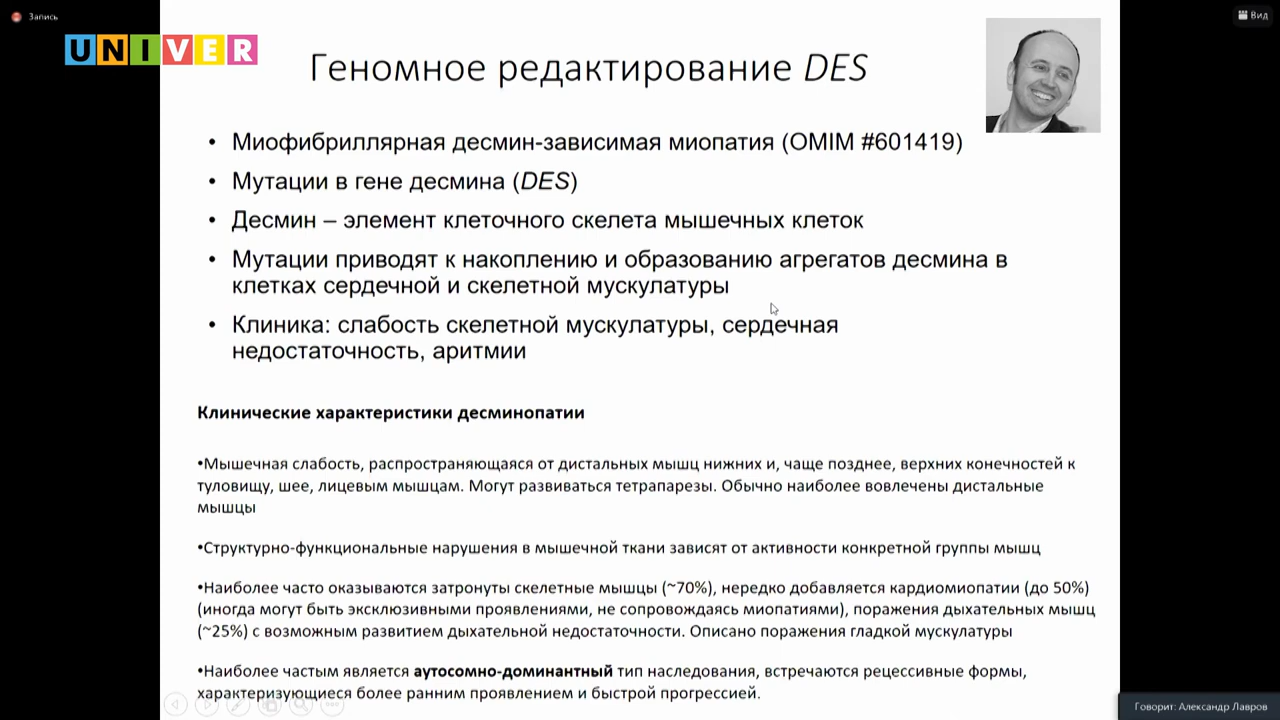 Запись
Вид
UNIVER
Геномное редактирование DES
• Миофибриллярная десмин-зависимая миопатия (OMIM #601419)
• Мутации в гене десмина (DES)
• Десмин – элемент клеточного скелета мышечных клеток
• Мутации приводят к накоплению и образованию агрегатов десмина в
клетках сердечной и скелетной мускулатуры
• Клиника: слабость скелетной мускулатуры, сердечная
недостаточность, аритмии
Клинические характеристики десминопатии
•Мышечная слабость, распространяющаяся от дистальных мышц нижних и, чаще позднее, верхних конечностей к
туловищу, шее, лицевым мышцам. Могут развиваться тетрапарезы. Обычно наиболее вовлечены дистальные
мышцы
•Структурно-функциональные нарушения в мышечной ткани зависят от активности конкретной группы мышц
•Наиболее часто оказываются затронуты скелетные мышцы (~70%), нередко добавляется кардиомиопатии (до 50%)
(иногда могут быть эксклюзивными проявлениями, не сопровождаясь миопатиями), поражения дыхательных мышц
(~25%) с возможным развитием дыхательной недостаточности. Описано поражения гладкой мускулатуры
•Наиболее частым является аутосомно-доминантный тип наследования, встречаются рецессивные формы,
характеризующиеся более ранним проявлением и быстрой прогрессией.
Говорит: Александр Лавров